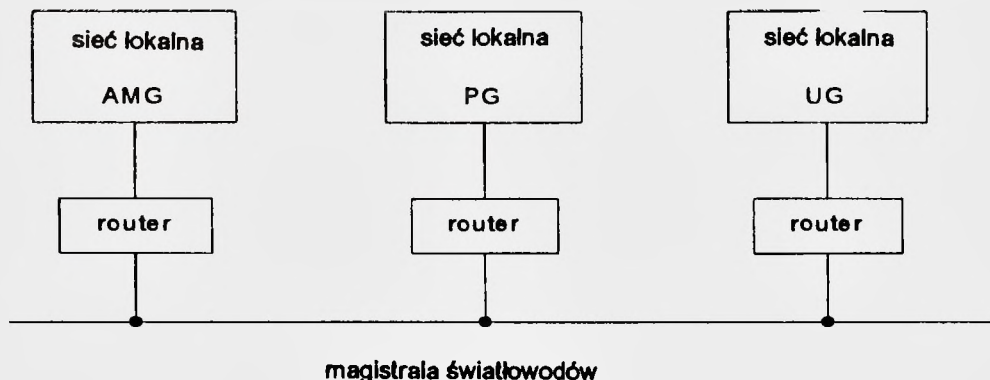 sieć lokalna
AMG
sieć lokalna
PG
sieć lokalna
UG
router
router
router
magistrala światłowodów